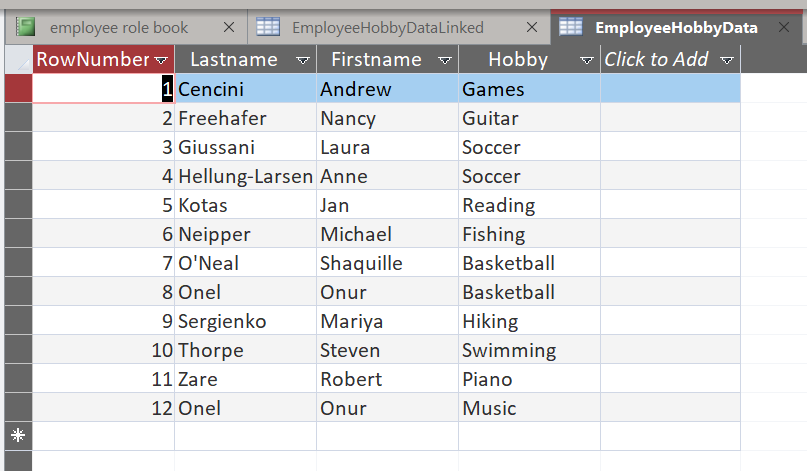 employee role book EmployeeHobbyDataLinked EmployeeHobbyData
RowNumber Lastname Firstname Hobby Click to Add
1 Cencini Andrew Games
2 Freehafer Nancy Guitar
3 Giussani Laura Soccer
4 Hellung-Larsen Anne Soccer
5 Kotas Jan Reading
6 Neipper Michael Fishing
7 O'Neal Shaquille Basketball
8 Onel Onur Basketball
9 Sergienko Mariya Hiking
10 Thorpe Steven Swimming
11 Zare Robert Piano
12 Onel Onur Music